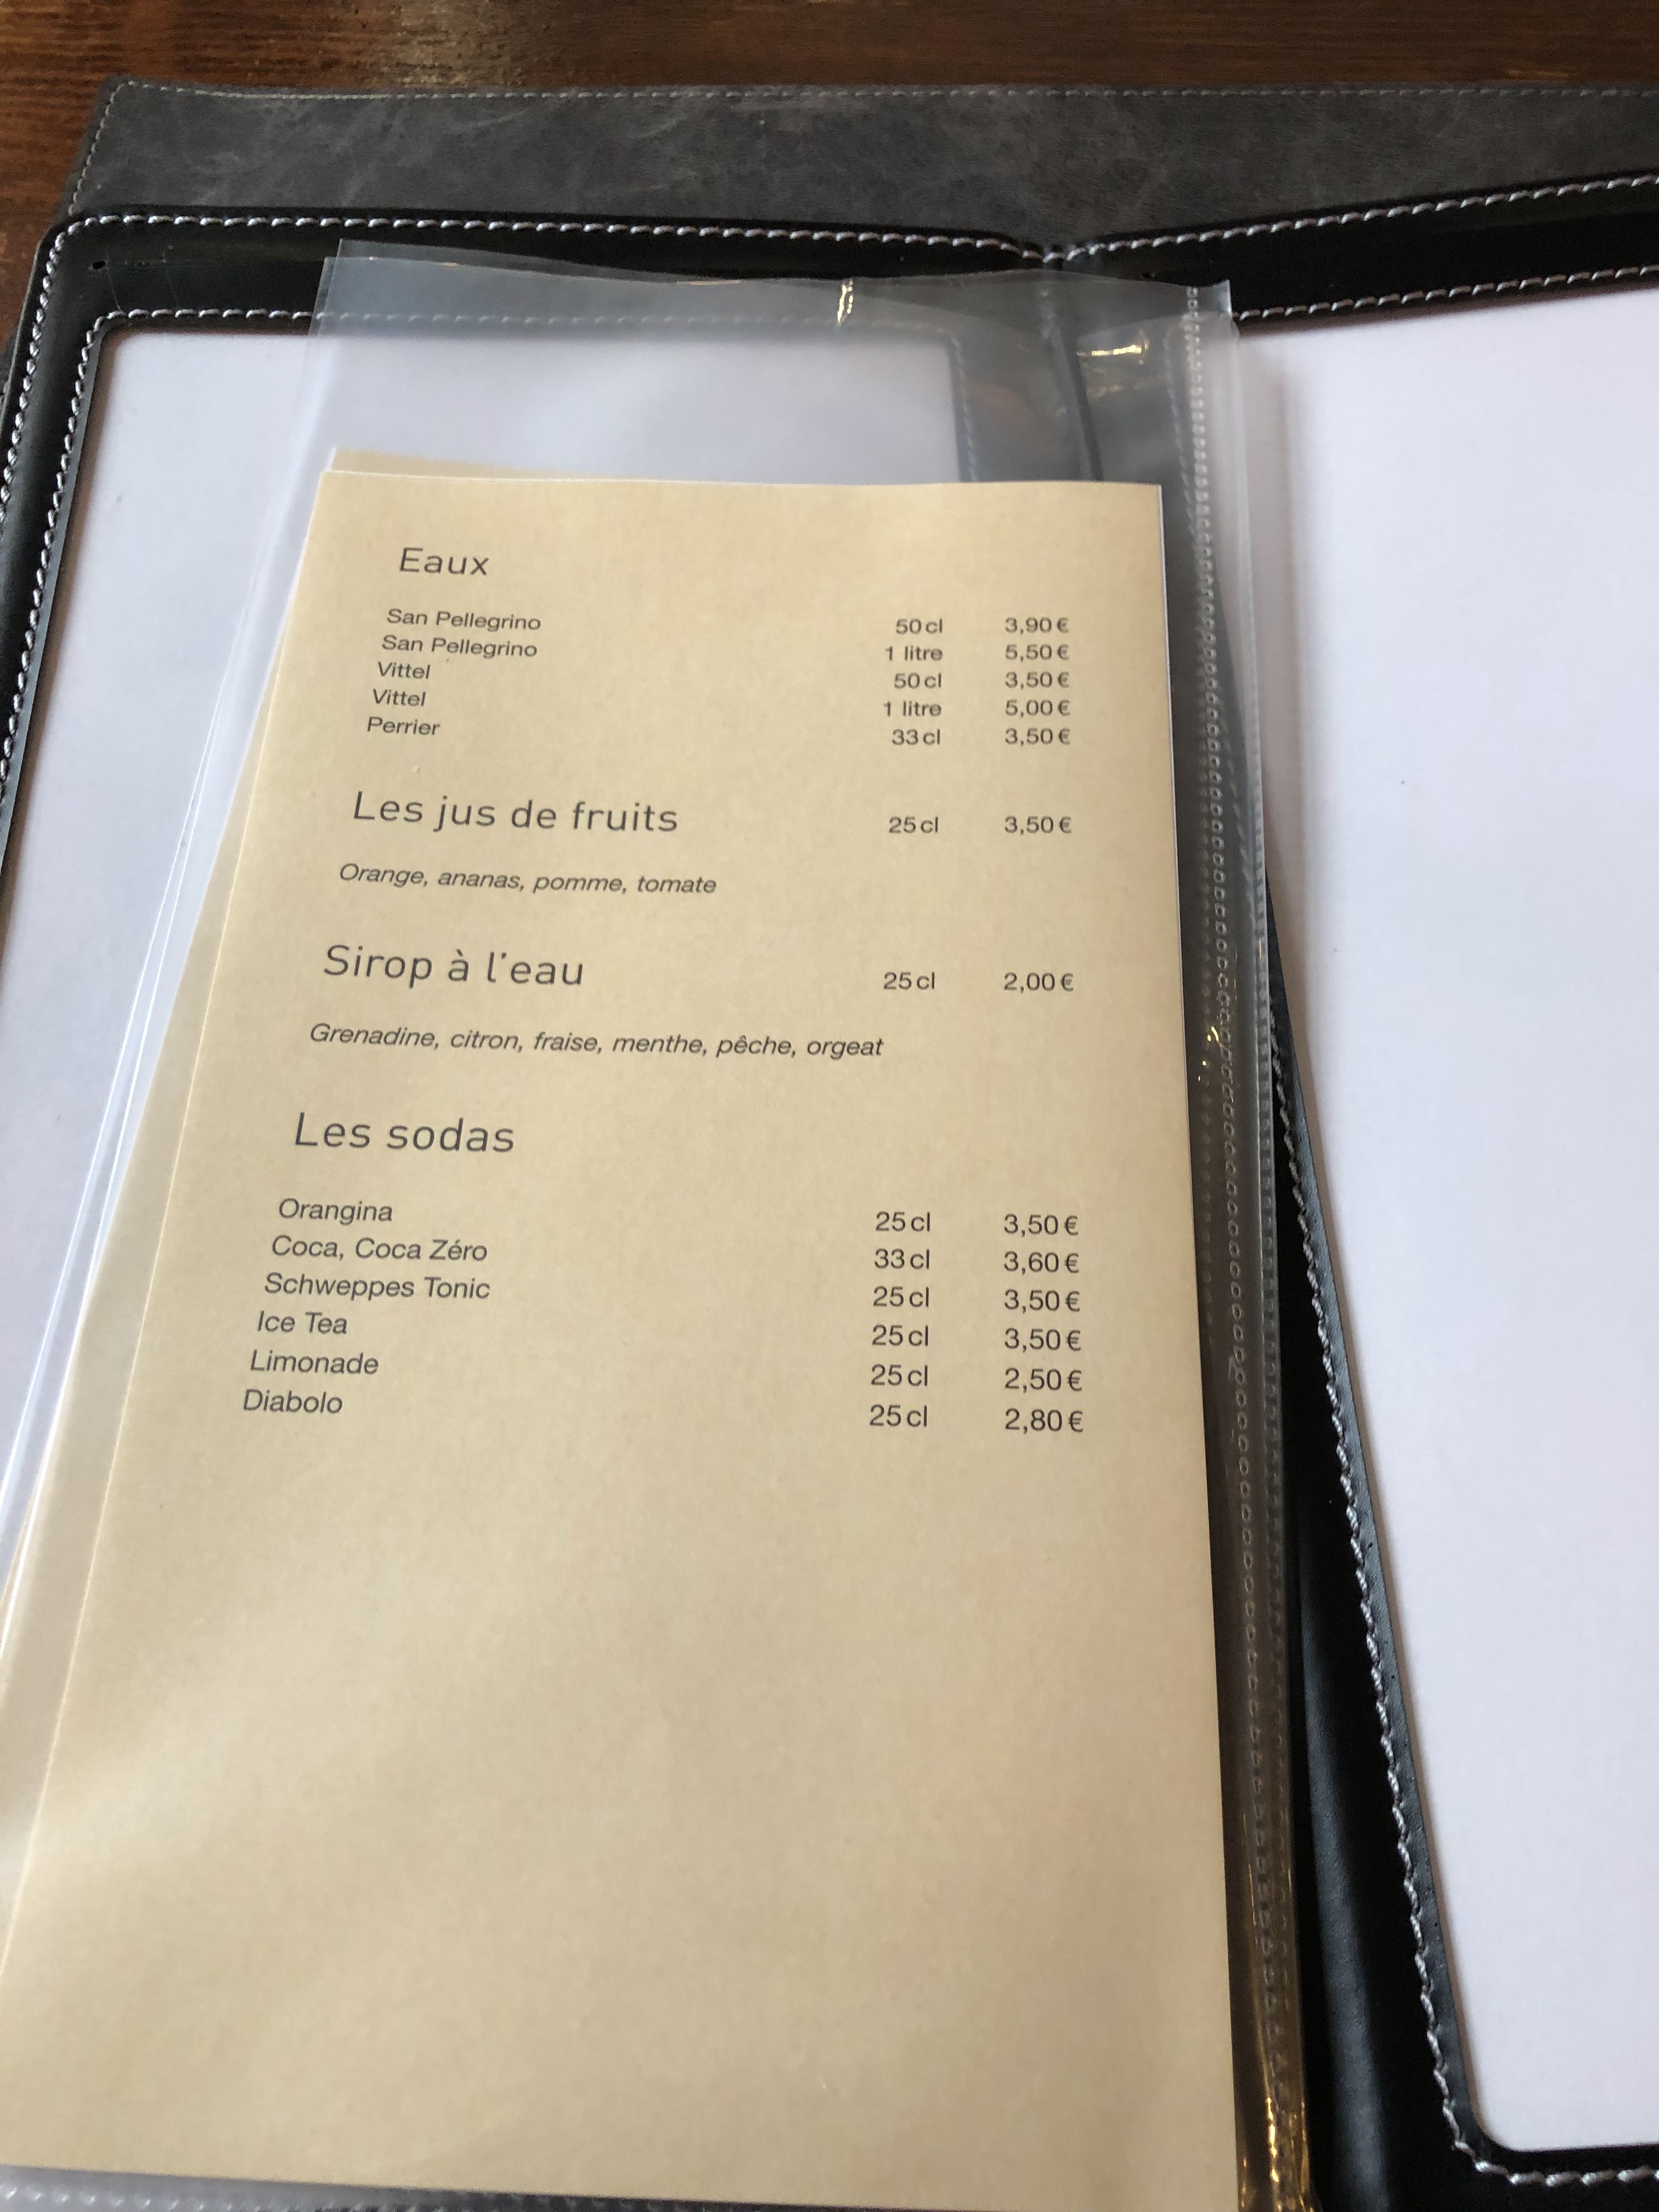 Eaux
San Pellegrino 50 cl 3,90 €
San Pellegrino 1 litre 5,50 €
Vittel 50 cl 3,50 €
Vittel 1 litre 5,00 €
Perrier 33 cl 3,50 €
Les jus de fruits 25 cl 3,50 €
Orange, ananas, pomme, tomate
Sirop à l'eau 25 cl 2,00 €
Grenadine, citron, fraise, menthe, pêche, orgeat
Les sodas
Orangina 25 cl 3,50 €
Coca, Coca Zéro 33 cl 3,60 €
Schweppes Tonic 25 cl 3,50 €
Ice Tea 25 cl 3,50 €
Limonade 25 cl 2,50 €
Diabolo 25 cl 2,80 €